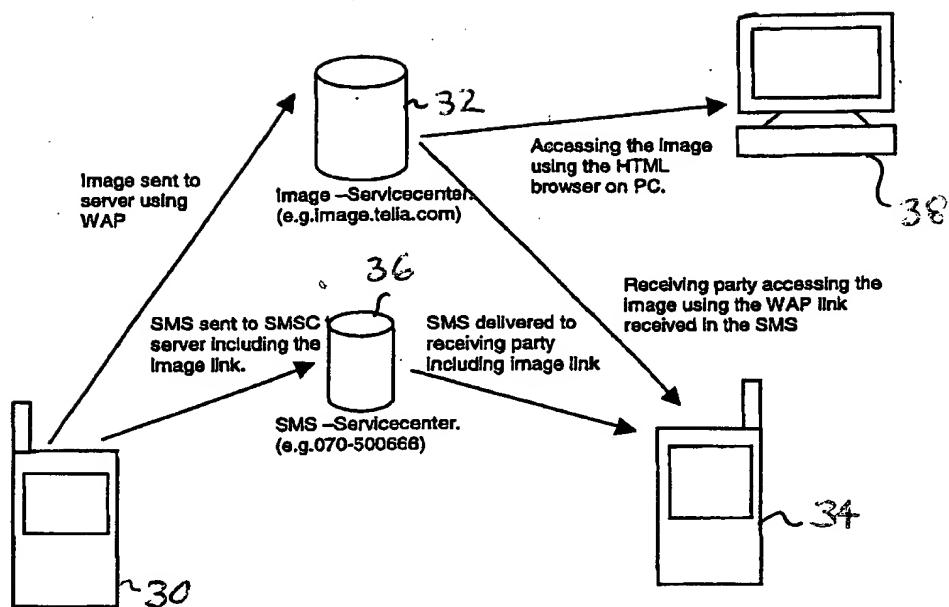 32
Image sent to
server using
WAP
Image –Servicecenter.
(e.g.image.telia.com)
Accessing the image
using the HTML
browser on PC.
38
36
SMS sent to SMSC
server including the
image link.
SMS delivered to
receiving party
including image link
Receiving party accessing the
image using the WAP link
received in the SMS
SMS –Servicecenter.
(e.g.070-500666)
30
34